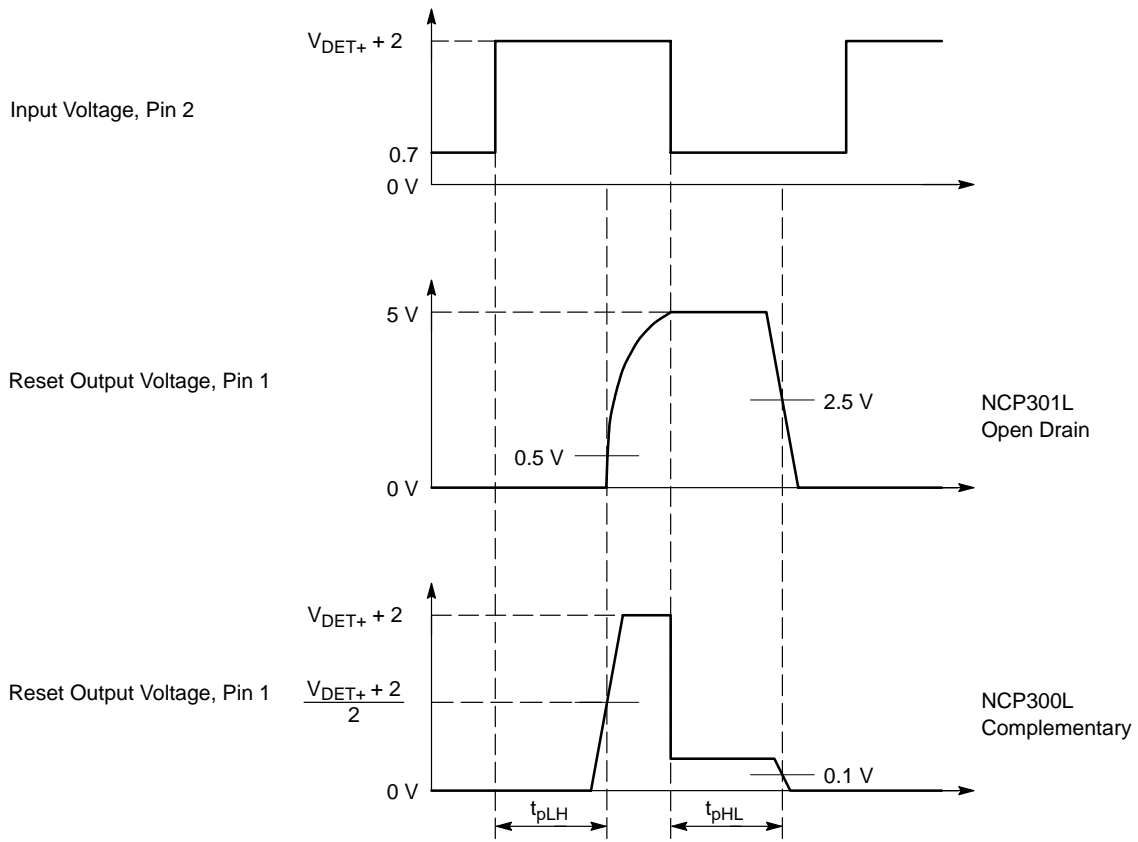 V_DET+ + 2
Input Voltage, Pin 2
0.7
0 V
5 V
Reset Output Voltage, Pin 1
2.5 V
NCP301L
Open Drain
0.5 V
0 V
V_DET+ + 2
Reset Output Voltage, Pin 1
V_DET+ + 2
2
NCP300L
Complementary
0.1 V
0 V
t_pLH
t_pHL